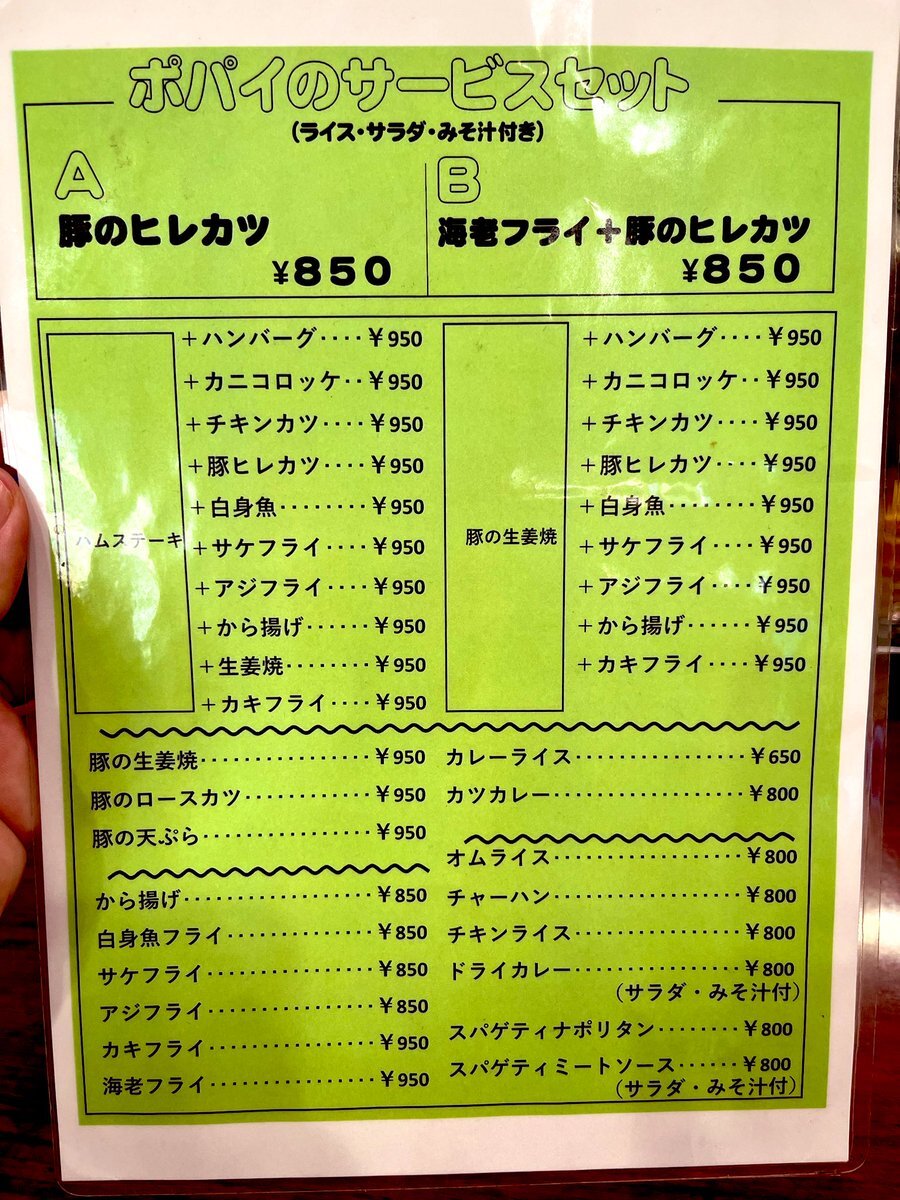 ポパイのサービスセット
(ライス・サラダ・みそ汁付き)
A
豚のヒレカツ
¥850
B
海老フライ+豚のヒレカツ
¥850
ハムステーキ
+ハンバーグ････¥950
+カニコロッケ･･¥950
+チキンカツ････¥950
+豚ヒレカツ････¥950
+白身魚････････¥950
+サケフライ････¥950
+アジフライ････¥950
+から揚げ･･････¥950
+生姜焼････････¥950
+カキフライ････¥950
豚の生姜焼
+ハンバーグ････¥950
+カニコロッケ･･¥950
+チキンカツ････¥950
+豚ヒレカツ････¥950
+白身魚････････¥950
+サケフライ････¥950
+アジフライ････¥950
+から揚げ･･････¥950
+カキフライ････¥950
豚の生姜焼･･･････････････¥950
豚のロースカツ････････････¥950
豚の天ぷら･･･････････････¥950
から揚げ･････････････････¥850
白身魚フライ･････････････¥850
サケフライ･･･････････････¥850
アジフライ･･･････････････¥850
カキフライ･･･････････････¥950
海老フライ･･･････････････¥950
カレーライス･･･････････････¥650
カツカレー････････････････¥800
オムライス････････････････¥800
チャーハン････････････････¥800
チキンライス･･････････････¥800
ドライカレー･･････････････¥800
(サラダ・みそ汁付)
スパゲティナポリタン････････¥800
スパゲティミートソース･･････¥800
(サラダ・みそ汁付)